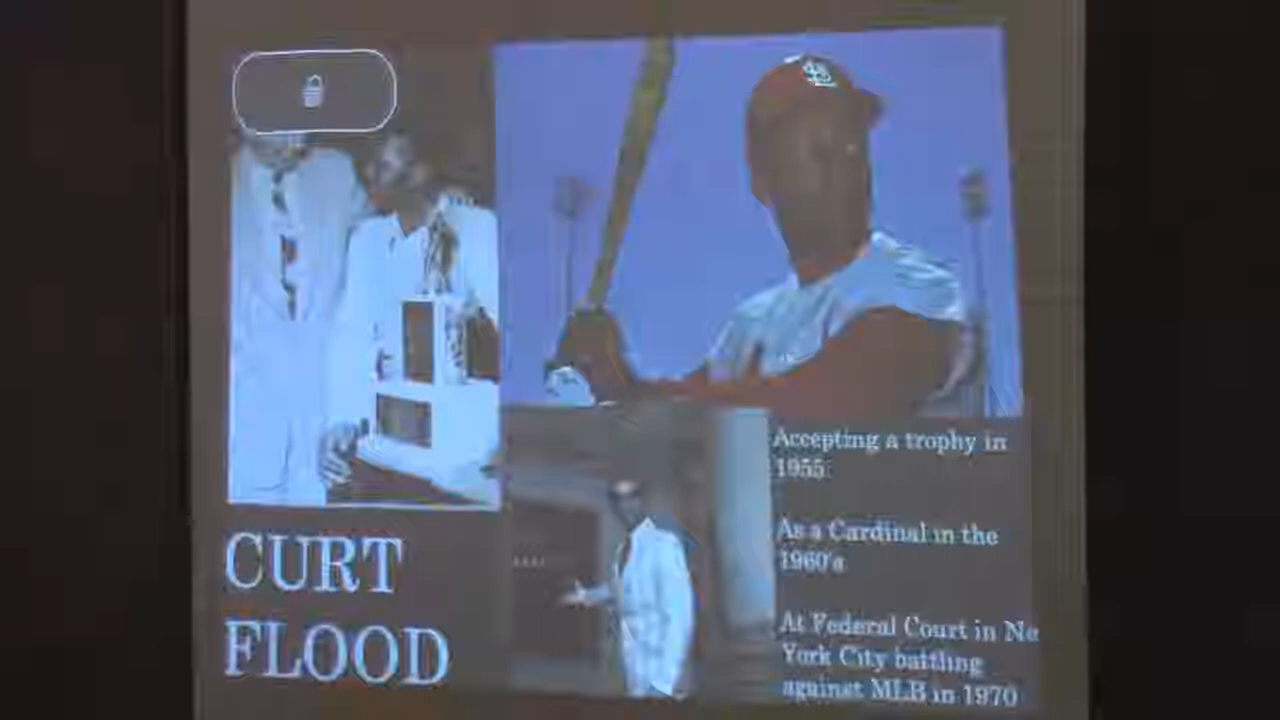 CURT
FLOOD
Accepting a trophy in
1955
As a Cardinal in the
1960's
At Federal Court in Ne
York City battling
against MLB in 1970